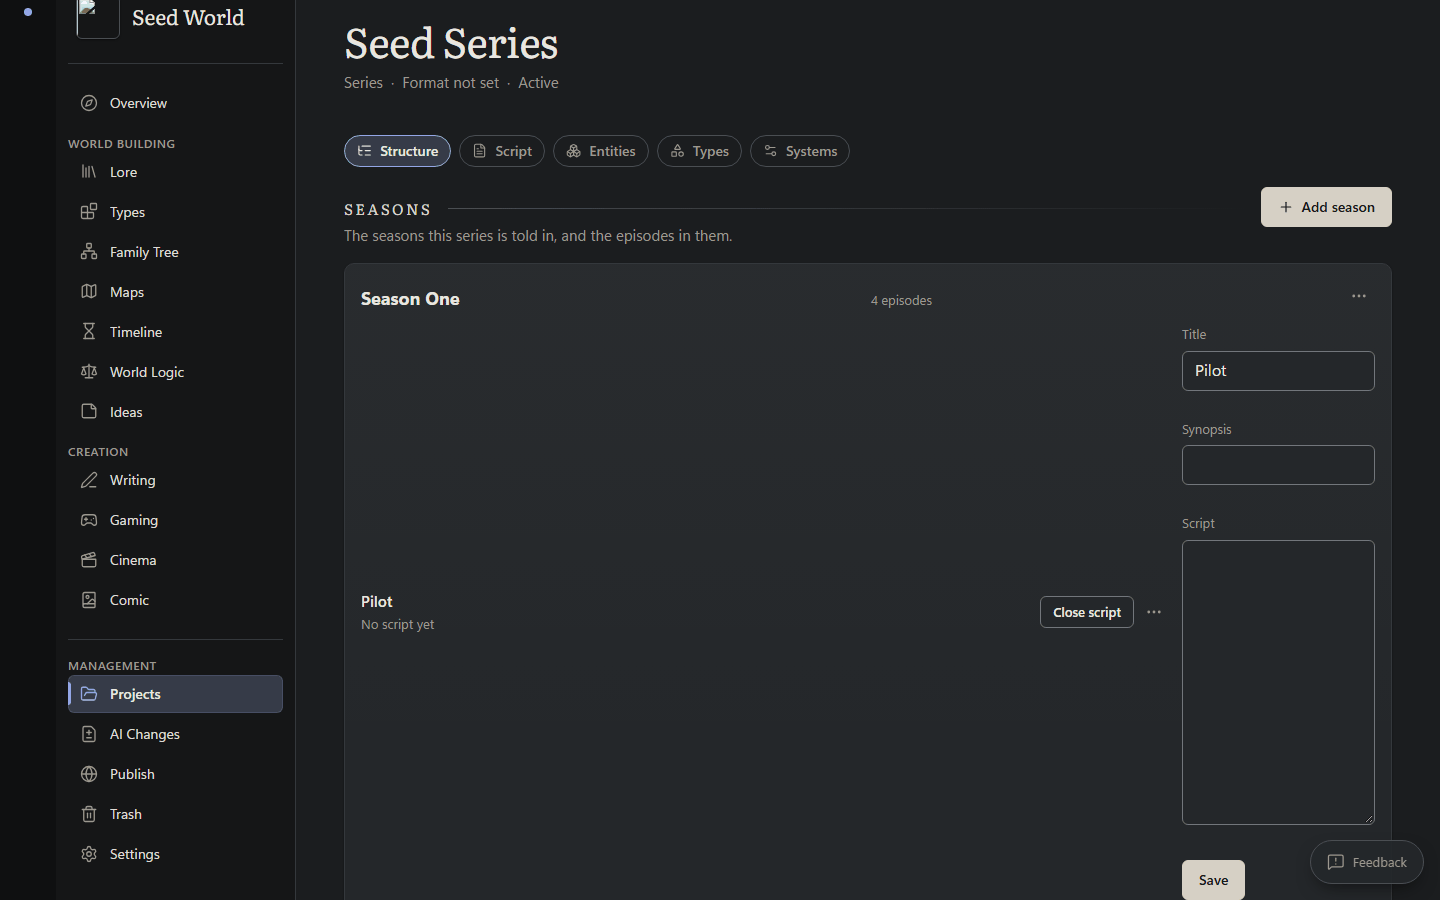 Seed World
Overview
WORLD BUILDING
Lore
Types
Family Tree
Maps
Timeline
World Logic
Ideas
CREATION
Writing
Gaming
Cinema
Comic
MANAGEMENT
Projects
AI Changes
Publish
Trash
Settings
Seed Series
Series · Format not set · Active
Structure
Script
Entities
Types
Systems
SEASONS
Add season
The seasons this series is told in, and the episodes in them.
Season One
4 episodes
Pilot
No script yet
Close script
Title
Pilot
Synopsis
Script
Save
Feedback